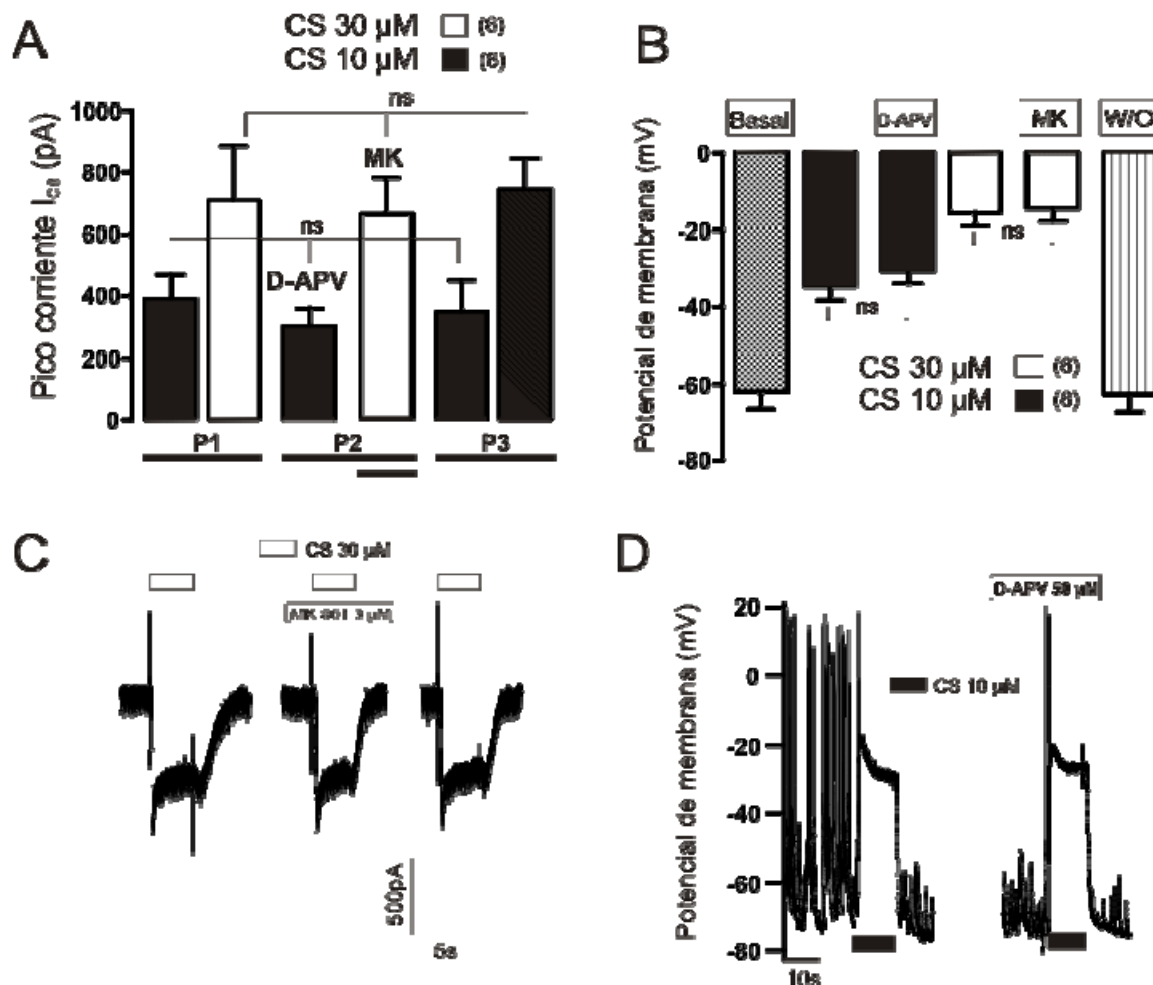 A
CS 30 µM (6)
CS 10 µM (6)
Pico corriente I_CS (pA)
1000
800
600
400
200
0
ns
MK
ns
D-APV
P1 P2 P3
B
Basal D-APV MK W/O
Potencial de membrana (mV)
0
-20
-40
-60
-80
ns
ns
CS 30 µM (6)
CS 10 µM (6)
C
CS 30 µM
MK 801 3 µM
500pA
5s
D
D-APV 50 µM
Potencial de membrana (mV)
20
0
-20
-40
-60
-80
CS 10 µM
10s